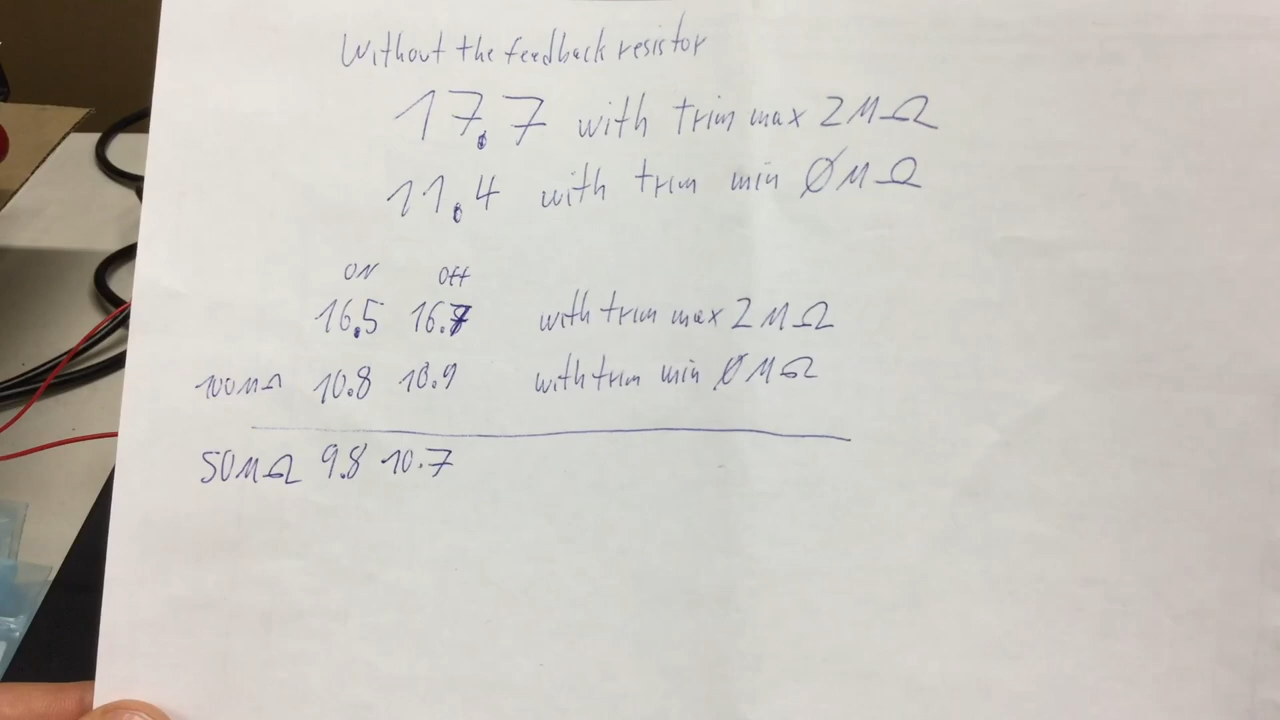 Without the feedback resistor
17.7 with trim max 2MΩ
11.4 with trim min ØMΩ
ON Off
16.5 16.7 with trim max 2MΩ
100MΩ 10.8 10.9 with trim min ØMΩ
50MΩ 9.8 10.7